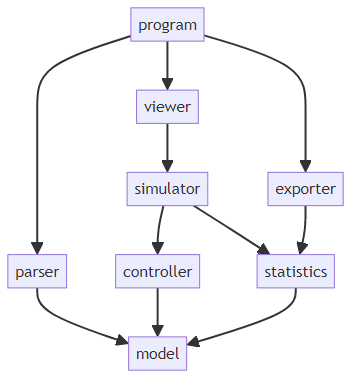 program
viewer
simulator
exporter
parser
controller
statistics
model